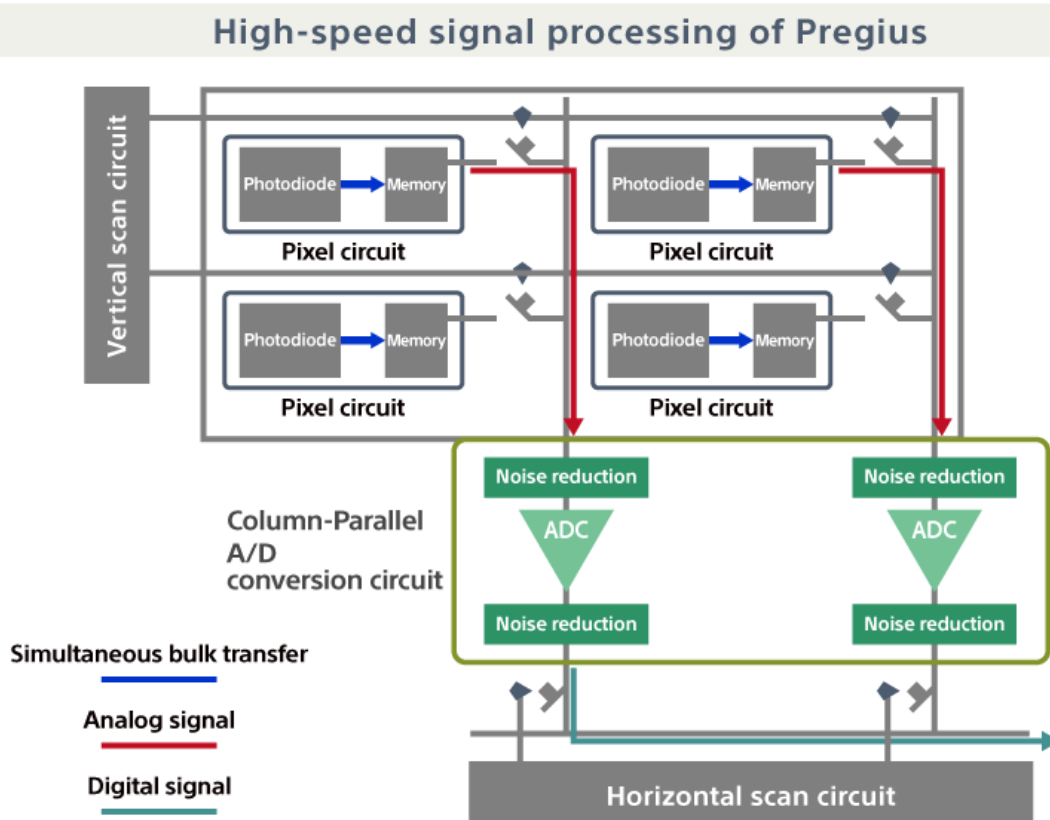 High-speed signal processing of Pregius
Vertical scan circuit
Photodiode
Memory
Photodiode
Memory
Pixel circuit
Pixel circuit
Photodiode
Memory
Photodiode
Memory
Pixel circuit
Pixel circuit
Column-Parallel
A/D
conversion circuit
Noise reduction
Noise reduction
ADC
ADC
Noise reduction
Noise reduction
Simultaneous bulk transfer
Analog signal
Digital signal
Horizontal scan circuit